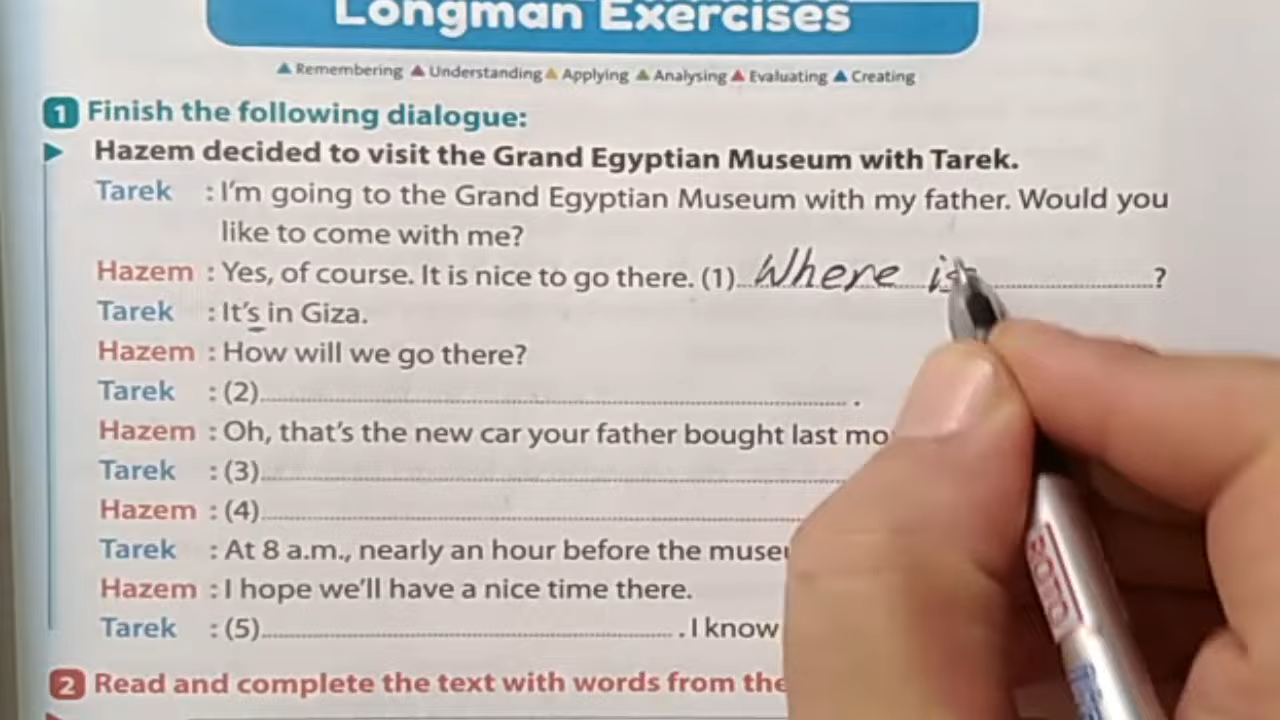 Longman Exercises
Remembering Understanding Applying Analysing Evaluating Creating
1 Finish the following dialogue:
Hazem decided to visit the Grand Egyptian Museum with Tarek.
Tarek : I'm going to the Grand Egyptian Museum with my father. Would you
like to come with me?
Hazem : Yes, of course. It is nice to go there. (1) Where is ?
Tarek : It's in Giza.
Hazem : How will we go there?
Tarek : (2) .
Hazem : Oh, that's the new car your father bought last
Tarek : (3)
Hazem : (4)
Tarek : At 8 a.m., nearly an hour before the
Hazem : I hope we'll have a nice time there.
Tarek : (5) . I know
2 Read and complete the text with words from the